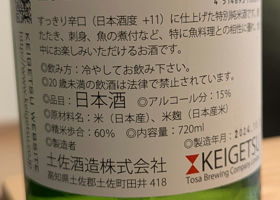 すっきり辛口（日本酒度 +11）に仕上げた特別純米酒です。
たたき、刺身、魚の煮付など、特に魚料理との相性に優れ、
中にお楽しみいただけるお酒です。
○飲み方：冷やしてお飲み下さい。
○20歳未満の飲酒は法律で禁止されています。
品目：日本酒 ○アルコール分：15%
○原材料名：米（日本産）、米麹（日本産米）
○精米歩合：60% ○内容量：720ml
○製造者： ○製造年月：2024.
土佐酒造株式会社
高知県土佐郡土佐町田井 418
KEIGETSU
Tosa Brewing Company
KEIGETSU WEBSITE